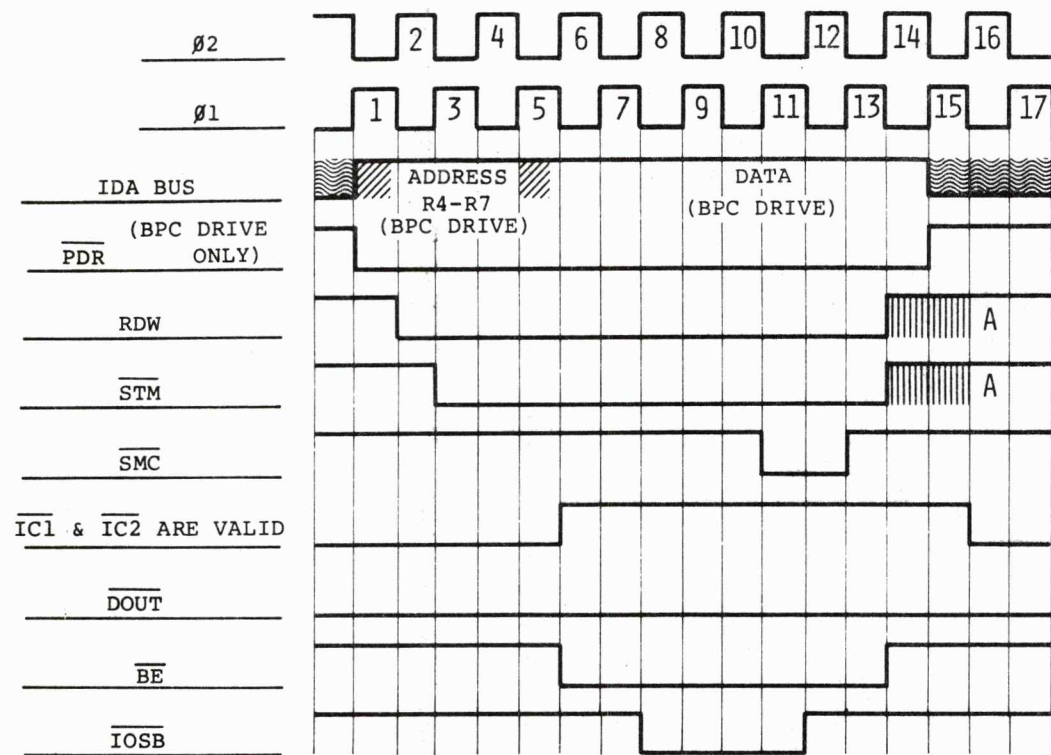 Ø2 2 4 6 8 10 12 14 16
Ø1 1 3 5 7 9 11 13 15 17
IDA BUS
ADDRESS
R4-R7
(BPC DRIVE)
DATA
(BPC DRIVE)
(BPC DRIVE
PDR ONLY)
RDW A
STM A
SMC
IC1 & IC2 ARE VALID
DOUT
BE
IOSB